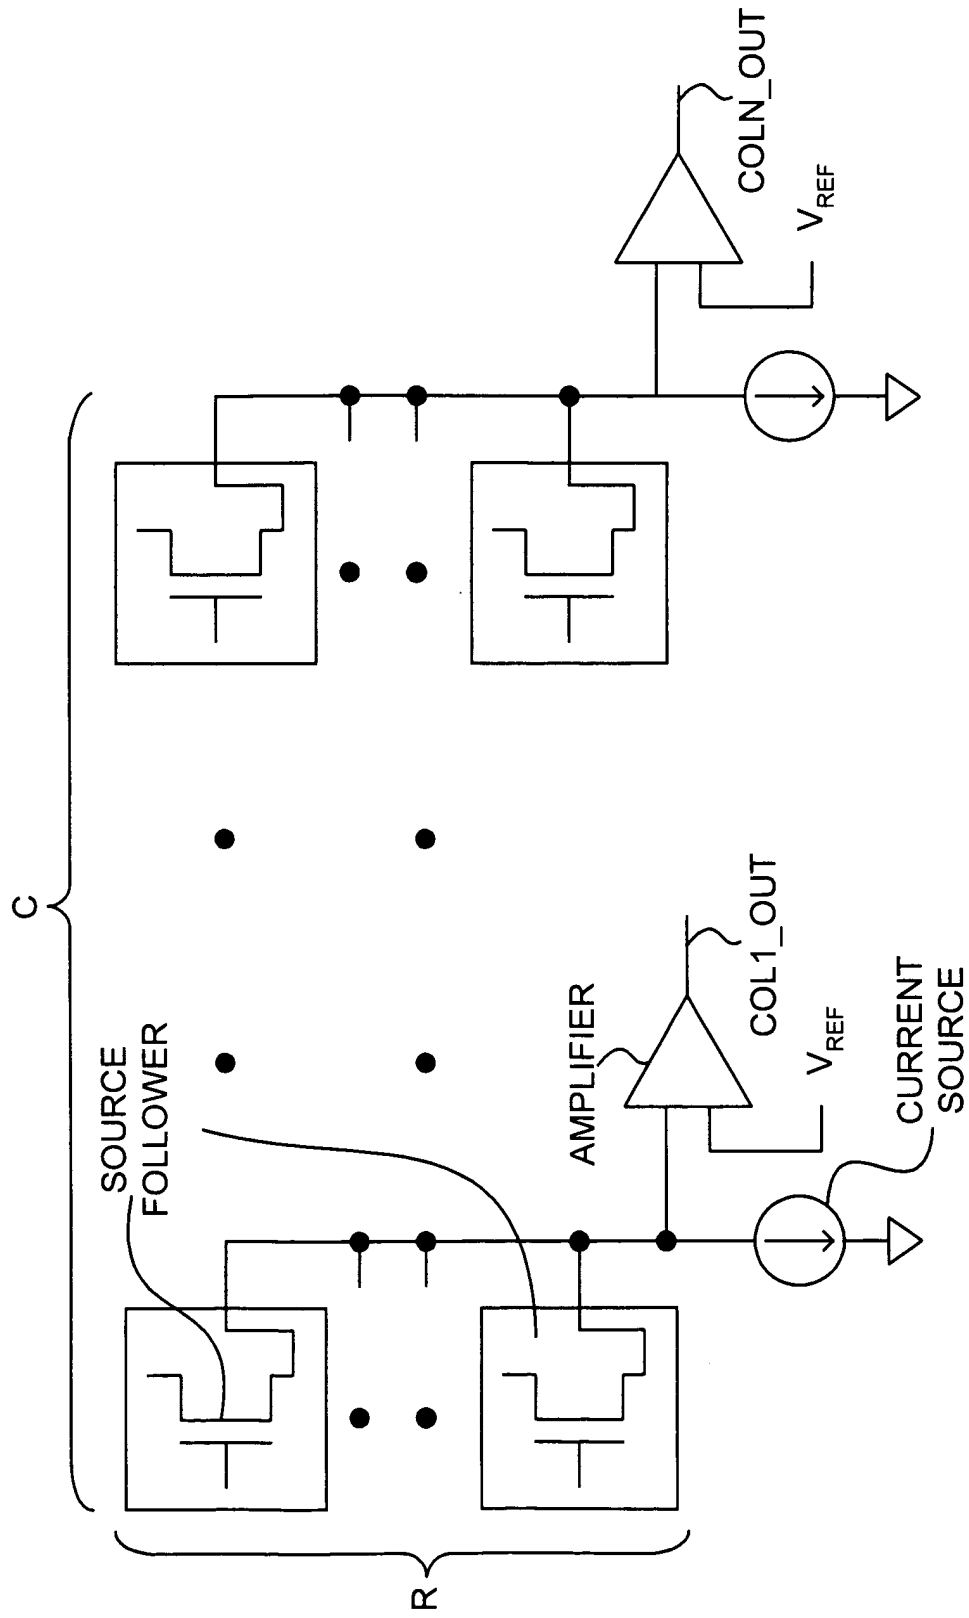 C
R
SOURCE
FOLLOWER
AMPLIFIER
COL1_OUT
VREF
CURRENT
SOURCE
COLN_OUT
VREF